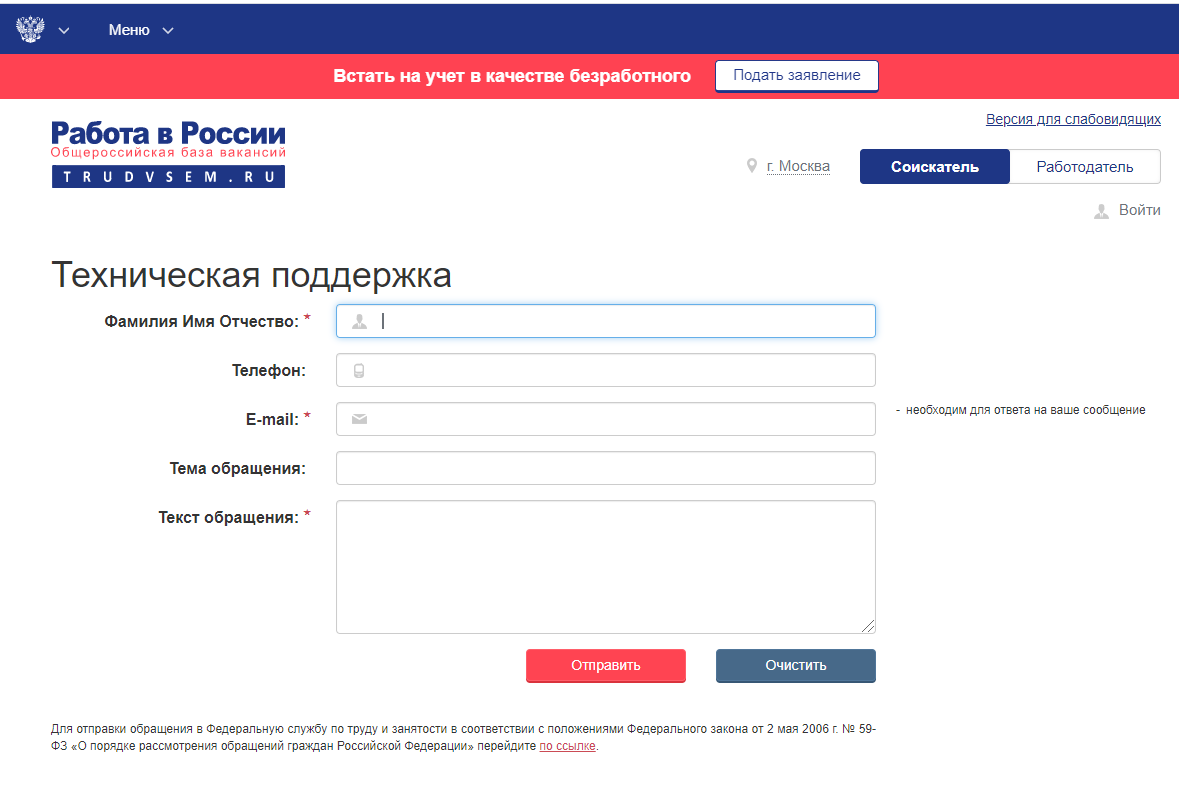 Меню
Встать на учет в качестве безработного Подать заявление
Версия для слабовидящих
Работа в России
Общероссийская база вакансий
TRUDVSEM.RU
г. Москва Соискатель Работодатель
Войти
Техническая поддержка
Фамилия Имя Отчество: *
Телефон:
E-mail: * - необходим для ответа на ваше сообщение
Тема обращения:
Текст обращения: *
Отправить Очистить
Для отправки обращения в Федеральную службу по труду и занятости в соответствии с положениями Федерального закона от 2 мая 2006 г. № 59-
ФЗ «О порядке рассмотрения обращений граждан Российской Федерации» перейдите по ссылке.